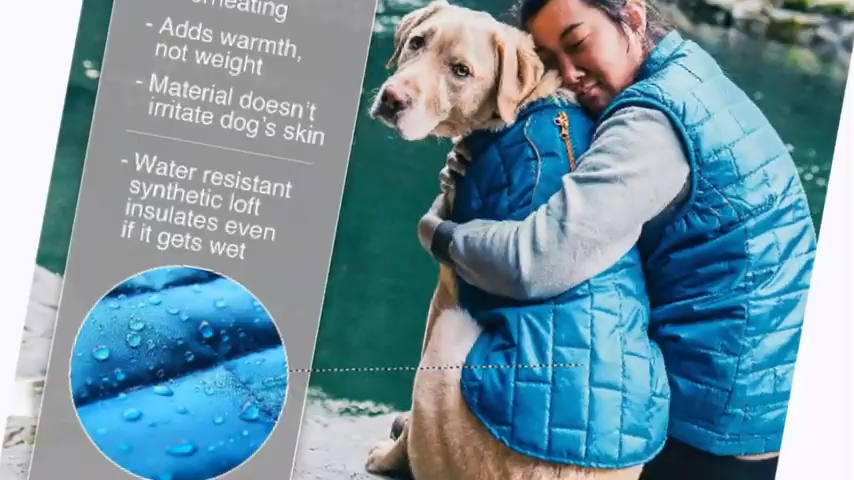 - Adds warmth,
not weight
- Material doesn't
irritate dog's skin
- Water resistant
synthetic loft
insulates even
if it gets wet